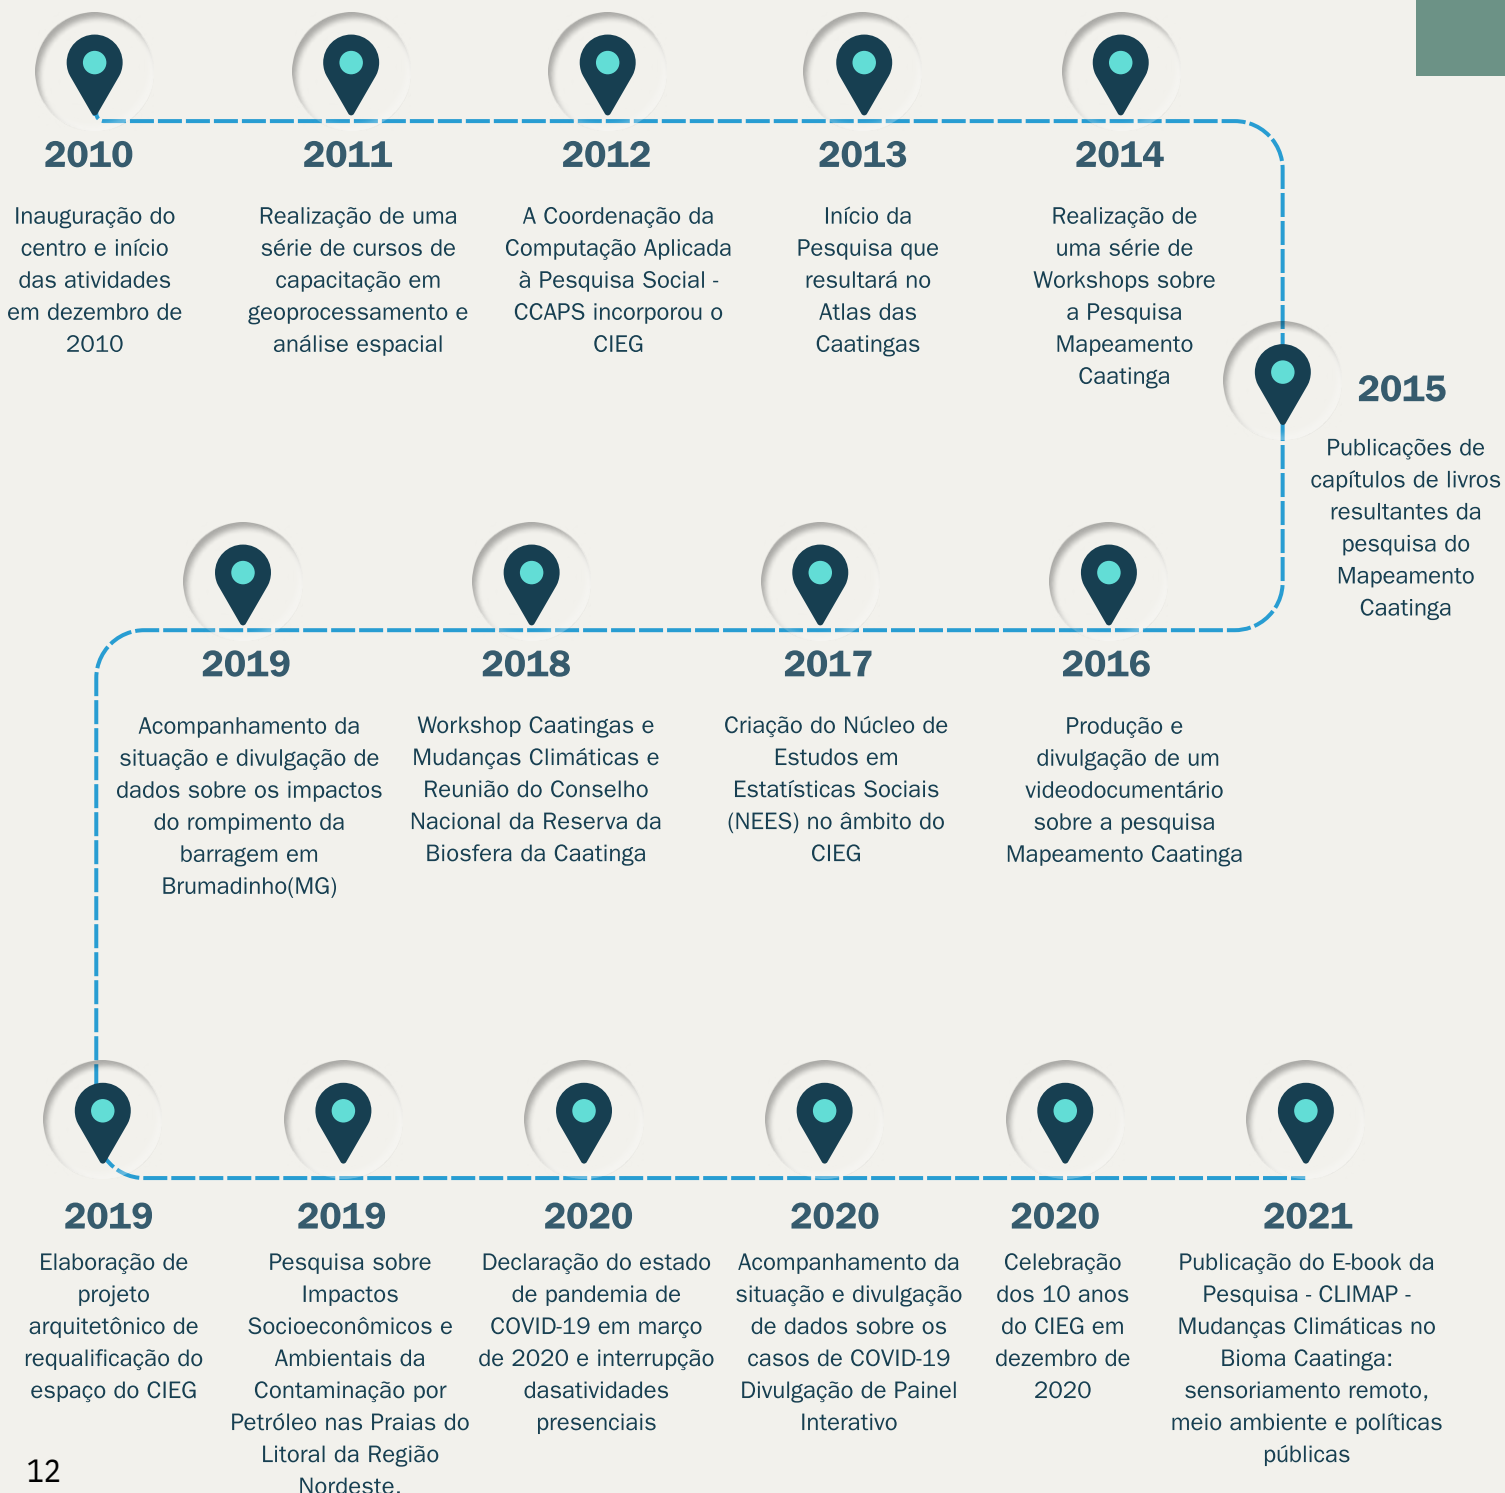 2010
Inauguração do
centro e início
das atividades
em dezembro de
2010
2011
Realização de uma
série de cursos de
capacitação em
geoprocessamento e
análise espacial
2012
A Coordenação da
Computação Aplicada
à Pesquisa Social -
CCAPS incorporou o
CIEG
2013
Início da
Pesquisa que
resultará no
Atlas das
Caatingas
2014
Realização de
uma série de
Workshops sobre
a Pesquisa
Mapeamento
Caatinga
2015
Publicações de
capítulos de livros
resultantes da
pesquisa do
Mapeamento
Caatinga
2016
Produção e
divulgação de um
videodocumentário
sobre a pesquisa
Mapeamento Caatinga
2017
Criação do Núcleo de
Estudos em
Estatísticas Sociais
(NEES) no âmbito do
CIEG
2018
Workshop Caatingas e
Mudanças Climáticas e
Reunião do Conselho
Nacional da Reserva da
Biosfera da Caatinga
2019
Acompanhamento da
situação e divulgação de
dados sobre os impactos
do rompimento da
barragem em
Brumadinho(MG)
2019
Elaboração de
projeto
arquitetônico de
requalificação do
espaço do CIEG
2019
Pesquisa sobre
Impactos
Socioeconômicos e
Ambientais da
Contaminação por
Petróleo nas Praias do
Litoral da Região
Nordeste.
2020
Declaração do estado
de pandemia de
COVID-19 em março
de 2020 e interrupção
dasatividades
presenciais
2020
Acompanhamento da
situação e divulgação
de dados sobre os
casos de COVID-19
Divulgação de Painel
Interativo
2020
Celebração
dos 10 anos
do CIEG em
dezembro de
2020
2021
Publicação do E-book da
Pesquisa - CLIMAP -
Mudanças Climáticas no
Bioma Caatinga:
sensoriamento remoto,
meio ambiente e políticas
públicas
12